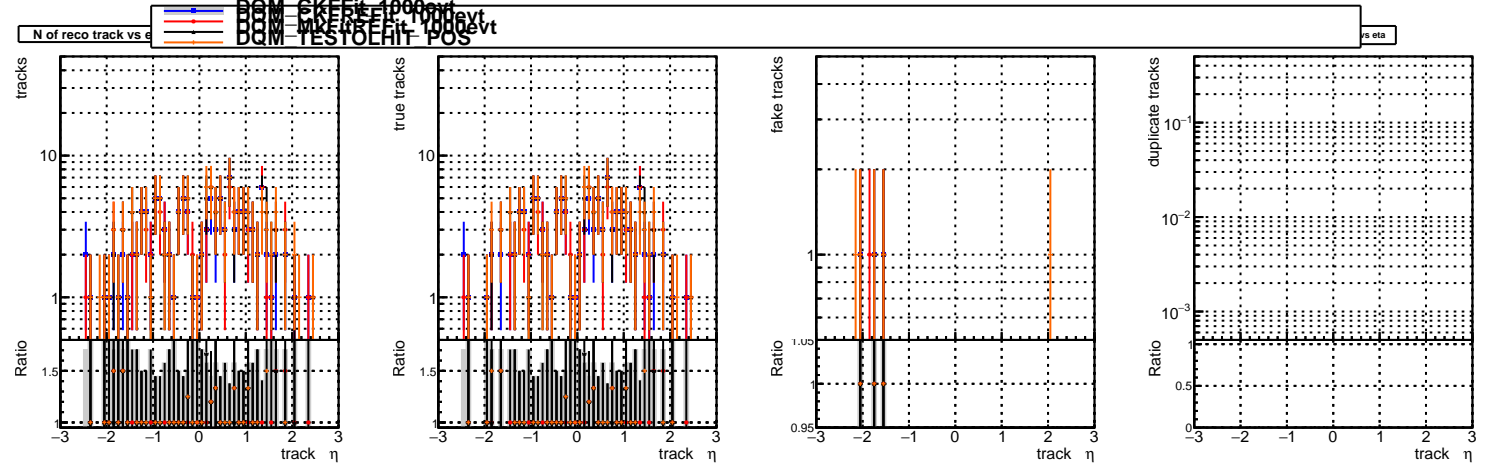 DQM_CKFFit_1000evt
DQM_CKFREFit_1000evt
DQM_MKFitREFit_1000evt
DQM_TESTOLHIT_POS
N of reco track vs e
vs eta
tracks
10
1
Ratio
1.5
1
−3 −2 −1 0 1 2 3
track η
true tracks
10
1
Ratio
1.5
1
−3 −2 −1 0 1 2 3
track η
fake tracks
1
Ratio
1.05
1
0.95
−3 −2 −1 0 1 2 3
track η
duplicate tracks
10−1
10−2
10−3
Ratio
1
0.5
0
−3 −2 −1 0 1 2 3
track η